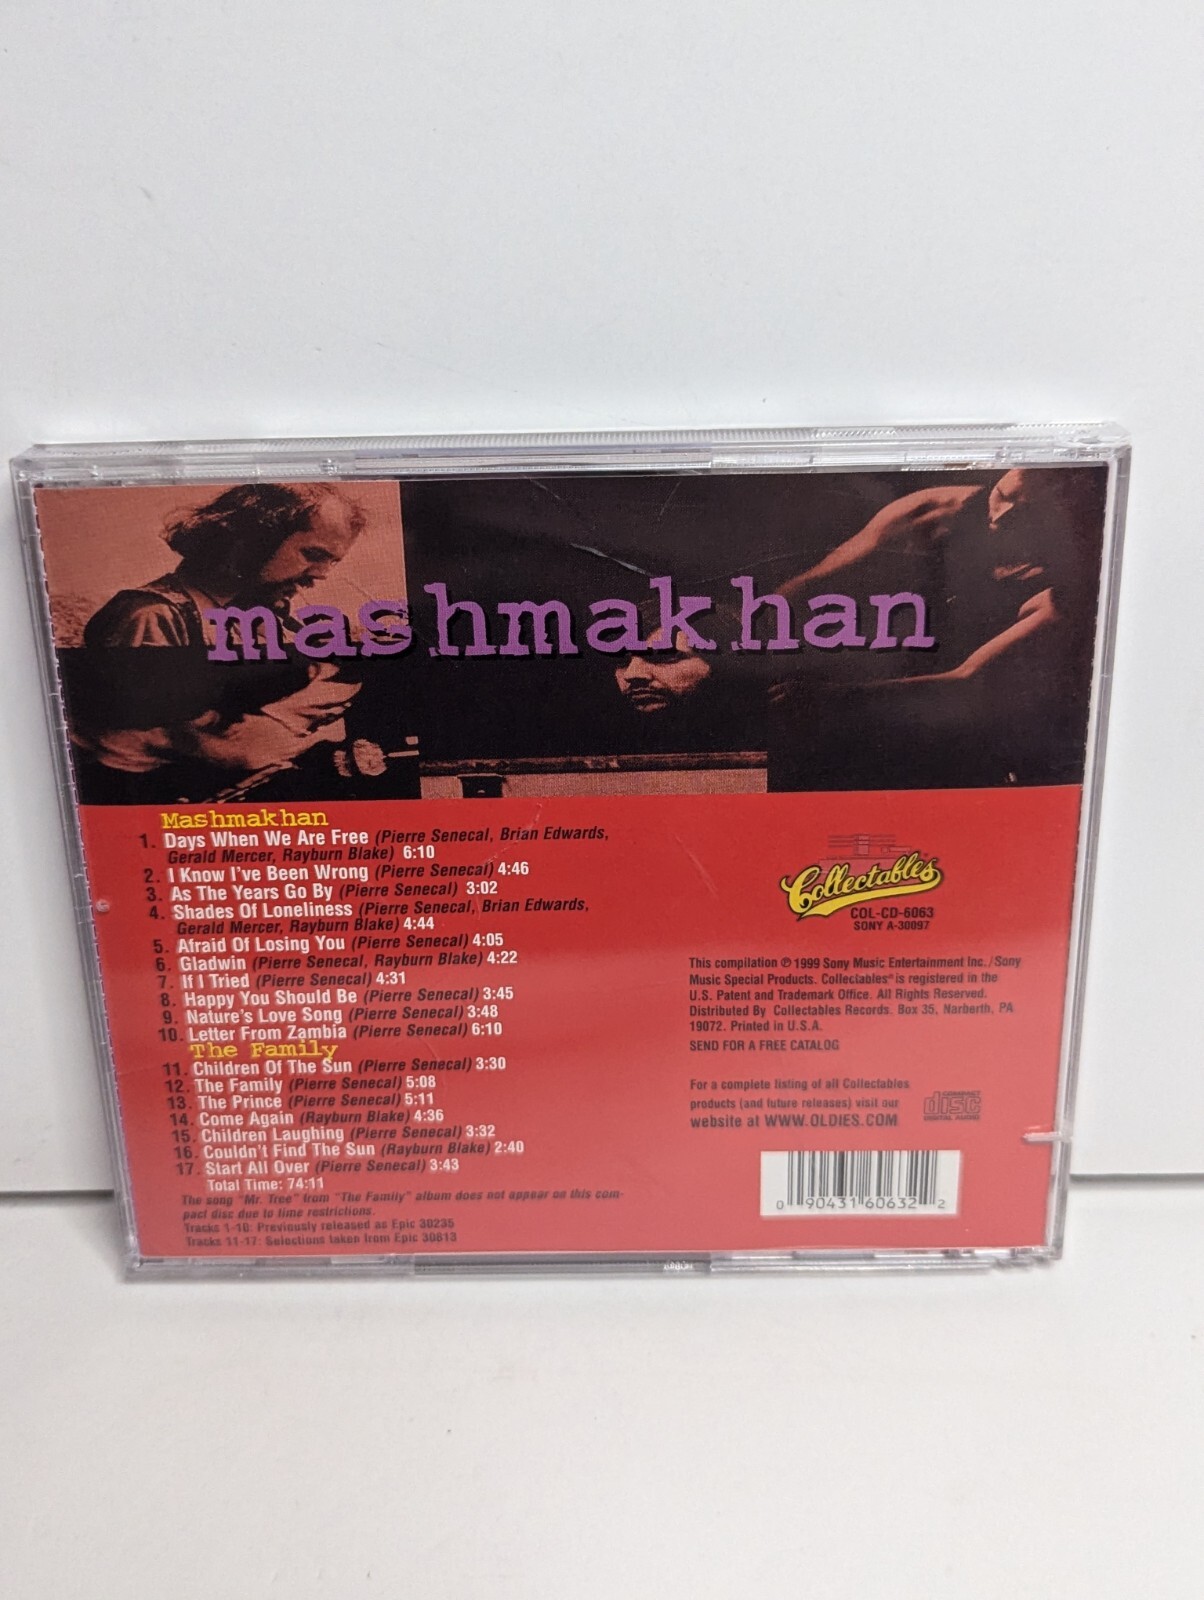 mashmakhan
Mashmakhan
1. Days When We Are Free (Pierre Senecal, Brian Edwards,
Gerald Mercer, Rayburn Blake) 6:10
2. I Know I've Been Wrong (Pierre Senecal) 4:46
3. As The Years Go By (Pierre Senecal) 3:02
4. Shades Of Loneliness (Pierre Senecal, Brian Edwards,
Gerald Mercer, Rayburn Blake) 4:44
5. Afraid Of Losing You (Pierre Senecal) 4:05
6. Gladwin (Pierre Senecal, Rayburn Blake) 4:22
7. If I Tried (Pierre Senecal) 4:31
8. Happy You Should Be (Pierre Senecal) 3:45
9. Nature's Love Song (Pierre Senecal) 3:48
10. Letter From Zambia (Pierre Senecal) 6:10
The Family
11. Children Of The Sun (Pierre Senecal) 3:30
12. The Family (Pierre Senecal) 5:08
13. The Prince (Pierre Senecal) 5:11
14. Come Again (Rayburn Blake) 4:36
15. Children Laughing (Pierre Senecal) 3:32
16. Couldn't Find The Sun (Rayburn Blake) 2:40
17. Start All Over (Pierre Senecal) 3:43
Total Time: 74:11
The song "Mr. Tree" from "The Family" album does not appear on this com-
pact disc due to time restrictions.
Tracks 1-10: Previously released as Epic 30235
Tracks 11-17: Selections taken from Epic 30813
Collectables
COL-CD-6063
SONY A-30097
This compilation ℗ 1999 Sony Music Entertainment Inc./Sony
Music Special Products. Collectables® is registered in the
U.S. Patent and Trademark Office. All Rights Reserved.
Distributed By Collectables Records. Box 35, Narberth, PA
19072. Printed in U.S.A.
SEND FOR A FREE CATALOG
For a complete listing of all Collectables
products (and future releases) visit our
website at WWW.OLDIES.COM
COMPACT
disc
DIGITAL AUDIO
0 90431 60632 2